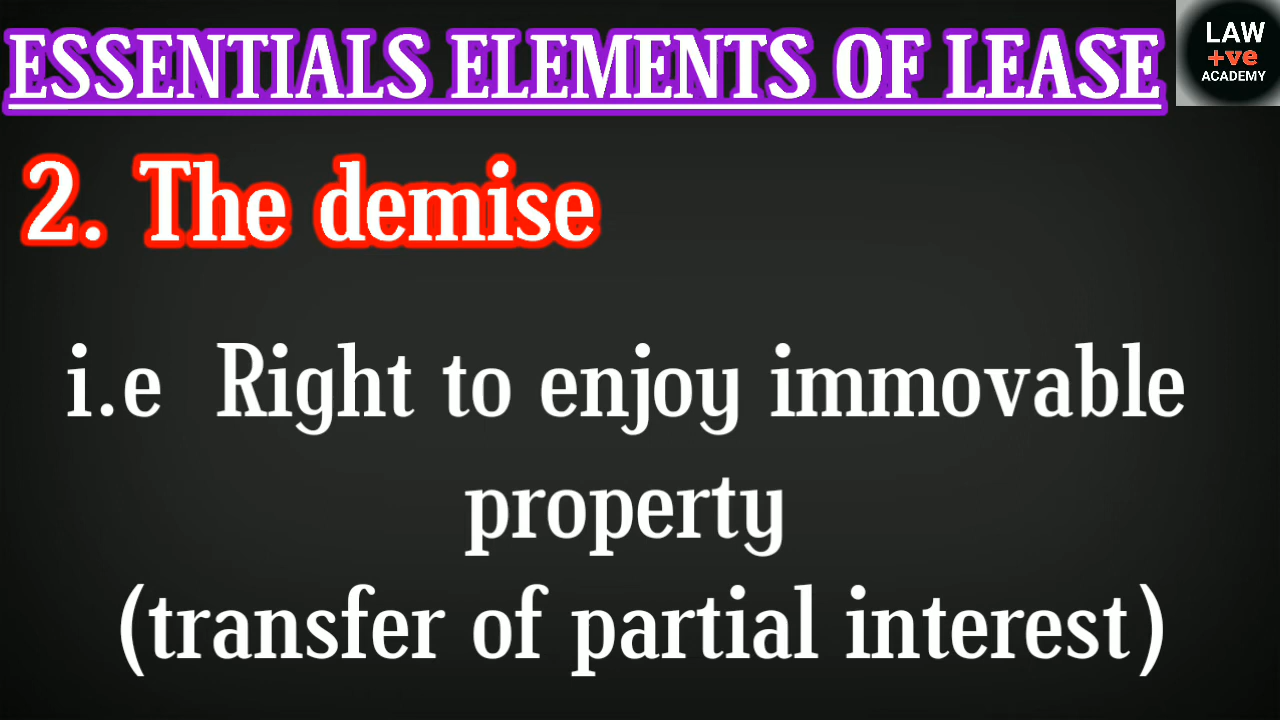 ESSENTIALS ELEMENTS OF LEASE
LAW
+ve
ACADEMY
2. The demise
i.e Right to enjoy immovable
property
(transfer of partial interest)